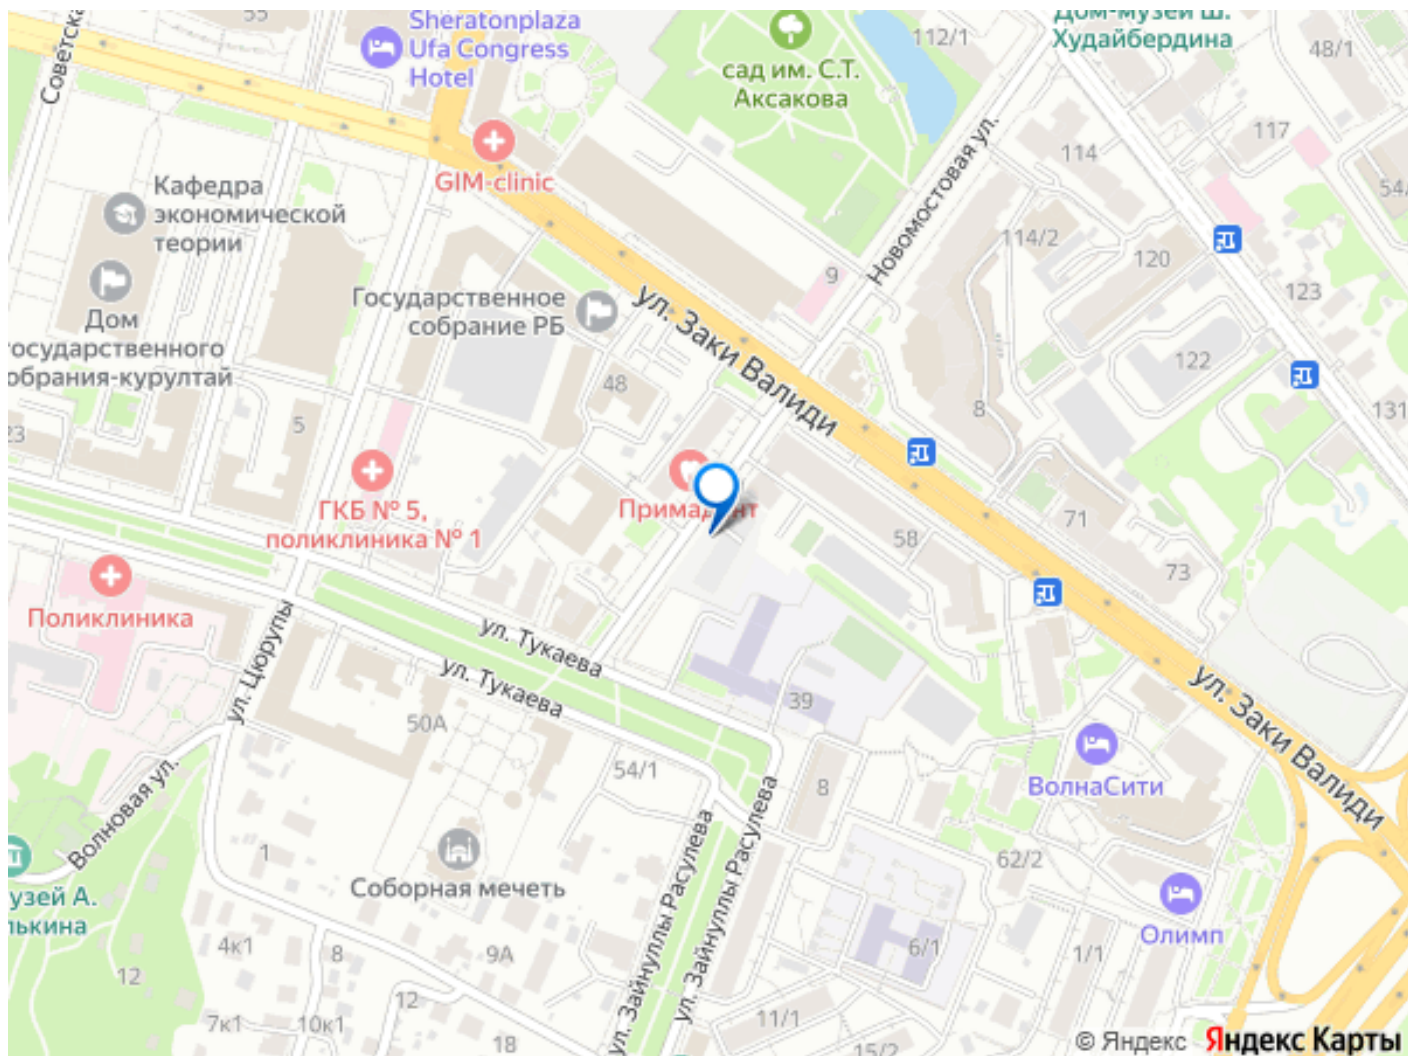 55
Советска
Sheratonplaza
Ufa Congress
Hotel
112/1
Дом-музей Ш.
Худайбердина
48/1
сад им. С.Т.
Аксакова
117
114
GIM-clinic
Новомостовая ул.
54
Кафедра
экономической
теории
114/2
120
9
123
Государственное
собрание РБ
Дом
государственного
обрания-курултай
ул. Заки Валиди
122
48
8
131
23
5
Примадент
ГКБ № 5,
поликлиника № 1
71
58
73
Поликлиника
ул. Тукаева
ул. Цюрупы
ул. Тукаева
ул. Заки Валиди
39
50А
54/1
8
ВолнаСити
Волновая ул.
1
62/2
Соборная мечеть
узей А.
лькина
ул. Зайнуллы Расулева
ул. Зайнуллы Расулева
Олимп
4к1
8
9А
6/1
1/1
12
12
7к1
10к1
18
11/1
15/2
© Яндекс Яндекс Карты